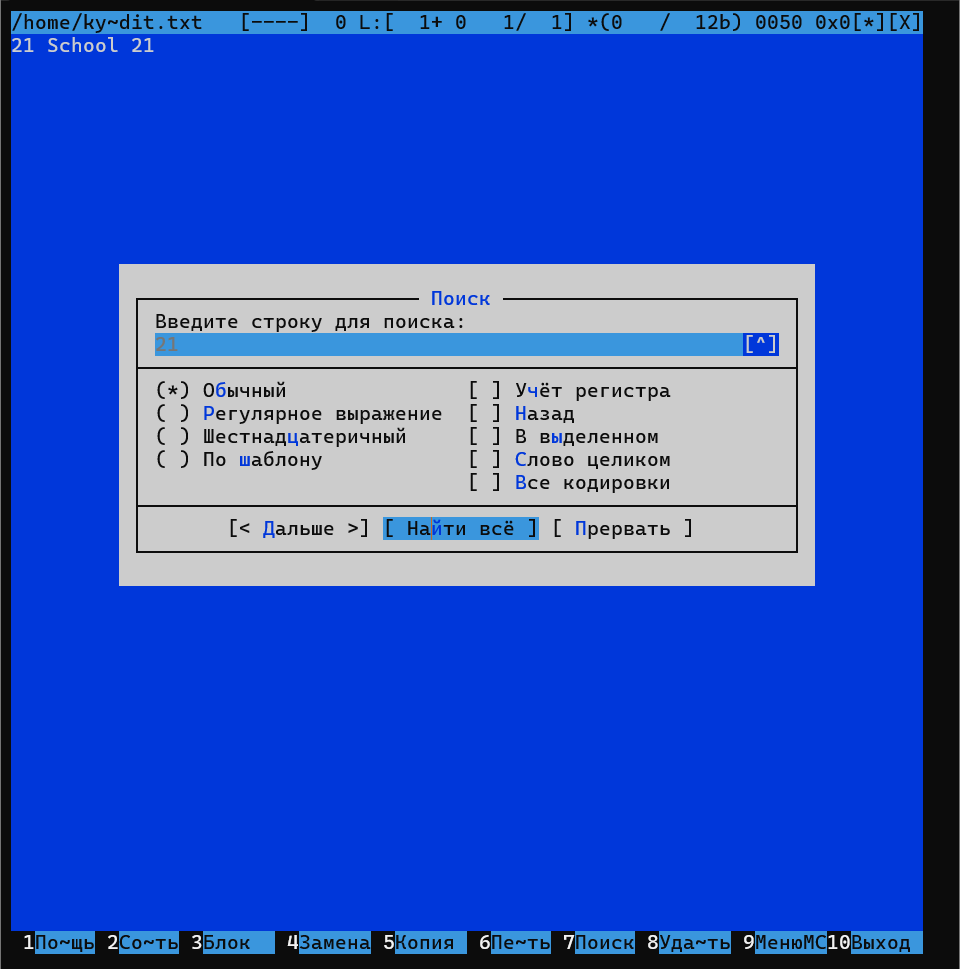 /home/ky~dit.txt   [----]  0 L:[  1+ 0   1/  1] *(0   /  12b) 0050 0x0[*][X]
21 School 21
Поиск
Введите строку для поиска:
21 [^]
(*) Обычный [ ] Учёт регистра
( ) Регулярное выражение [ ] Назад
( ) Шестнадцатеричный [ ] В выделенном
( ) По шаблону [ ] Слово целиком
[ ] Все кодировки
[< Дальше >] [ Найти всё ] [ Прервать ]
1По~щь 2Со~ть 3Блок 4Замена 5Копия 6Пе~ть 7Поиск 8Уда~ть 9МенюMC 10Выход